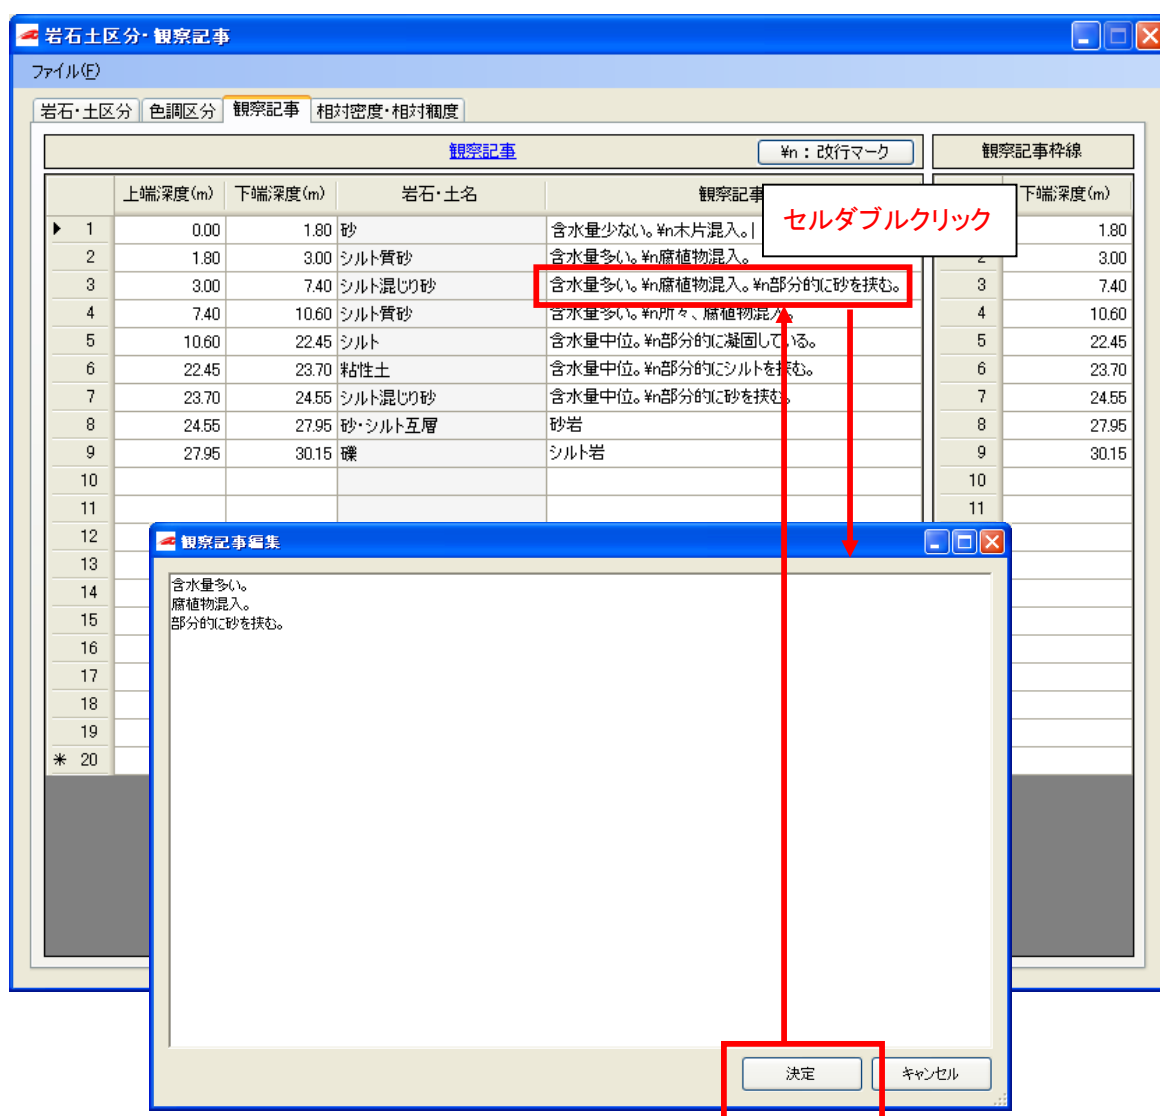 岩石土区分・観察記事
ファイル(F)
岩石・土区分 色調区分 観察記事 相対密度・相対稠度
観察記事 ¥n：改行マーク 観察記事枠線
上端深度(m) 下端深度(m) 岩石・土名 観察記事 下端深度(m)
セルダブルクリック
1 0.00 1.80 砂 含水量少ない。¥n木片混入。 1.80
2 1.80 3.00 シルト質砂 含水量多い。¥n腐植物混入。 2 3.00
3 3.00 7.40 シルト混じり砂 含水量多い。¥n腐植物混入。¥n部分的に砂を挟む。 3 7.40
4 7.40 10.60 シルト質砂 含水量多い。¥n所々、腐植物混入。 4 10.60
5 10.60 22.45 シルト 含水量中位。¥n部分的に凝固している。 5 22.45
6 22.45 23.70 粘性土 含水量中位。¥n部分的にシルトを挟む。 6 23.70
7 23.70 24.55 シルト混じり砂 含水量中位。¥n部分的に砂を挟む。 7 24.55
8 24.55 27.95 砂・シルト互層 砂岩 8 27.95
9 27.95 30.15 礫 シルト岩 9 30.15
10 10
11 11
12
13
14
15
16
17
18
19
* 20
観察記事編集
含水量多い。
腐植物混入。
部分的に砂を挟む。
決定 キャンセル